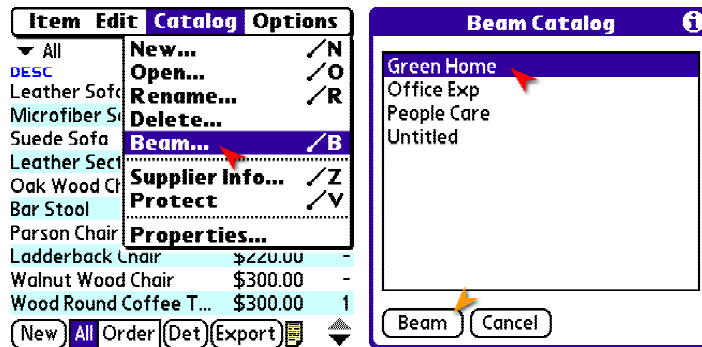 Item Edit Catalog Options
All
DESC
Leather Sofa
Microfiber S
Suede Sofa
Leather Sect
Oak Wood Ch
Bar Stool
Parson Chair
Ladderback Chair $220.00 -
Walnut Wood Chair $300.00 -
Wood Round Coffee T... $300.00 1
New... /N
Open... /O
Rename... /R
Delete...
Beam... /B
Supplier Info... /Z
Protect /V
Properties...
New All Order Det Export
Beam Catalog i
Green Home
Office Exp
People Care
Untitled
Beam Cancel